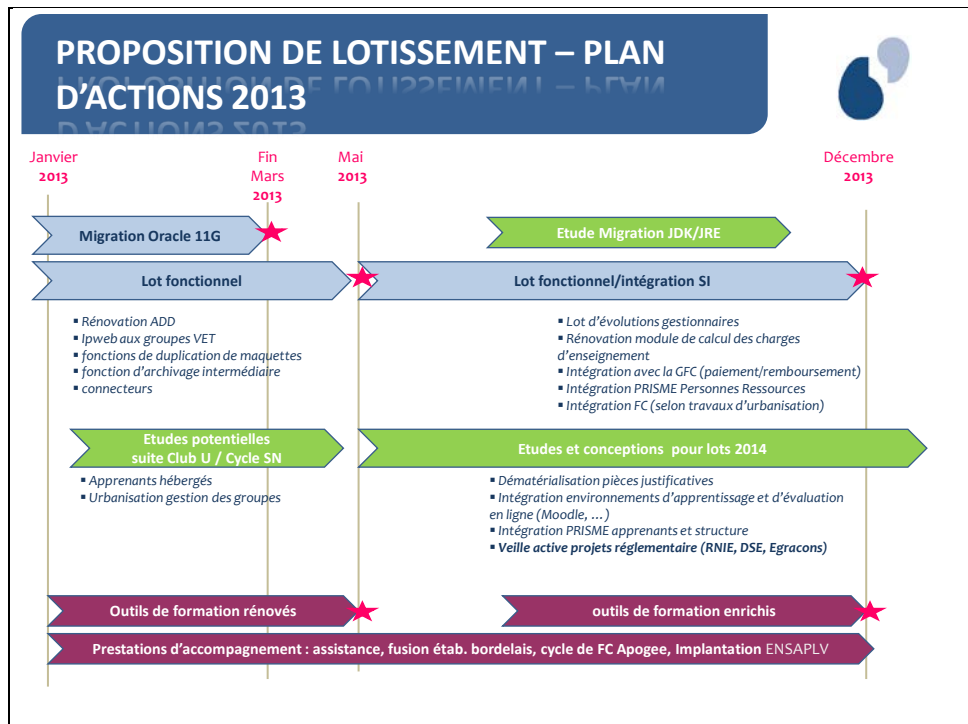 PROPOSITION DE LOTISSEMENT – PLAN
D'ACTIONS 2013
Janvier
2013
Fin
Mars
2013
Mai
2013
Décembre
2013
Migration Oracle 11G
Etude Migration JDK/JRE
Lot fonctionnel
Lot fonctionnel/intégration SI
▪ Rénovation ADD
▪ Ipweb aux groupes VET
▪ fonctions de duplication de maquettes
▪ fonction d'archivage intermédiaire
▪ connecteurs
▪ Lot d'évolutions gestionnaires
▪ Rénovation module de calcul des charges
d'enseignement
▪ Intégration avec la GFC (paiement/remboursement)
▪ Intégration PRISME Personnes Ressources
▪ Intégration FC (selon travaux d'urbanisation)
Etudes potentielles
suite Club U / Cycle SN
Etudes et conceptions pour lots 2014
▪ Apprenants hébergés
▪ Urbanisation gestion des groupes
▪ Dématérialisation pièces justificatives
▪ Intégration environnements d'apprentissage et d'évaluation
en ligne (Moodle, …)
▪ Intégration PRISME apprenants et structure
▪ Veille active projets réglementaire (RNIE, DSE, Egracons)
Outils de formation rénovés
outils de formation enrichis
Prestations d'accompagnement : assistance, fusion étab. bordelais, cycle de FC Apogee, Implantation ENSAPLV